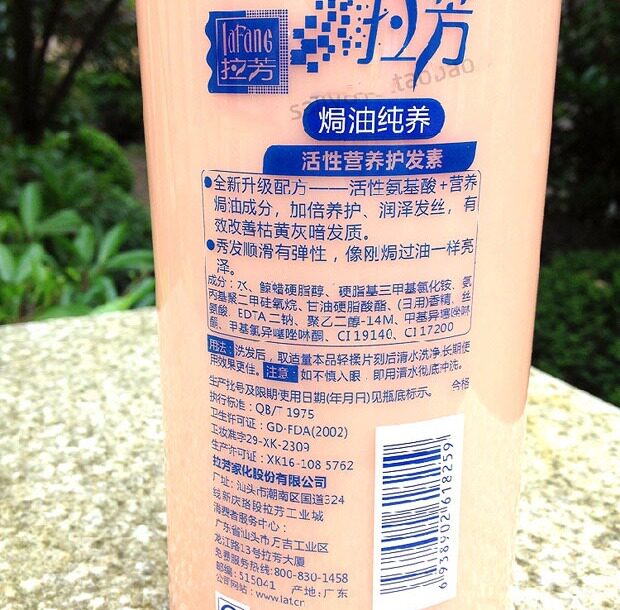 lafang
拉芳
拉芳
taobao
焗油纯养
活性营养护发素
●全新升级配方——活性氨基酸+营养
焗油成分，加倍养护、润泽发丝，有
效改善枯黄灰暗发质。
●秀发顺滑有弹性，像刚焗过油一样亮
泽。
成分：水、鲸蜡硬脂醇、硬脂基三甲基氯化铵、氨
丙基聚二甲硅氧烷、甘油硬脂酸酯、(日用)香精、丝
氨酸、EDTA二钠、聚乙二醇-14M、甲基异噻唑啉
酮、甲基氯异噻唑啉酮、CI 19140、CI 17200
用法：洗发后，取适量本品轻揉片刻后清水洗净,长期使
用效果更佳。注意：如不慎入眼，即用清水彻底冲洗。
生产批号及限期使用日期(年月日)见瓶底标示。 合格
执行标准：QB/T 1975
卫生许可证：GD·FDA(2002)
卫妆准字29-XK-2309
生产许可证：XK16-108 5762
拉芳家化股份有限公司
厂址：汕头市潮南区国道324
线新庆路段拉芳工业城
消费者服务中心：
广东省汕头市万吉工业区
龙江路13号拉芳大厦
免费服务热线:800-830-1458
邮编：515041 产地:广东
公司网站：www.lat.cn
6938902618259